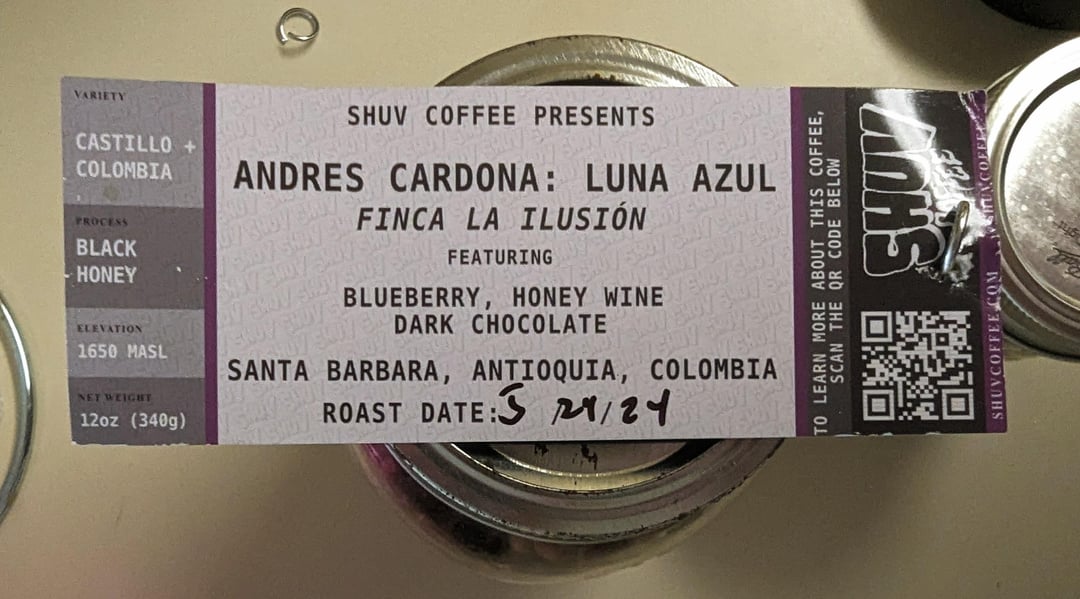 VARIETY
CASTILLO +
COLOMBIA
PROCESS
BLACK
HONEY
ELEVATION
1650 MASL
NET WEIGHT
12oz (340g)
SHUV COFFEE PRESENTS
ANDRES CARDONA: LUNA AZUL
FINCA LA ILUSIÓN
FEATURING
BLUEBERRY, HONEY WINE
DARK CHOCOLATE
SANTA BARBARA, ANTIOQUIA, COLOMBIA
ROAST DATE: 5/24/24
TO LEARN MORE ABOUT THIS COFFEE,
SCAN THE QR CODE BELOW
SHUV
SHUVCOFFEE.COM